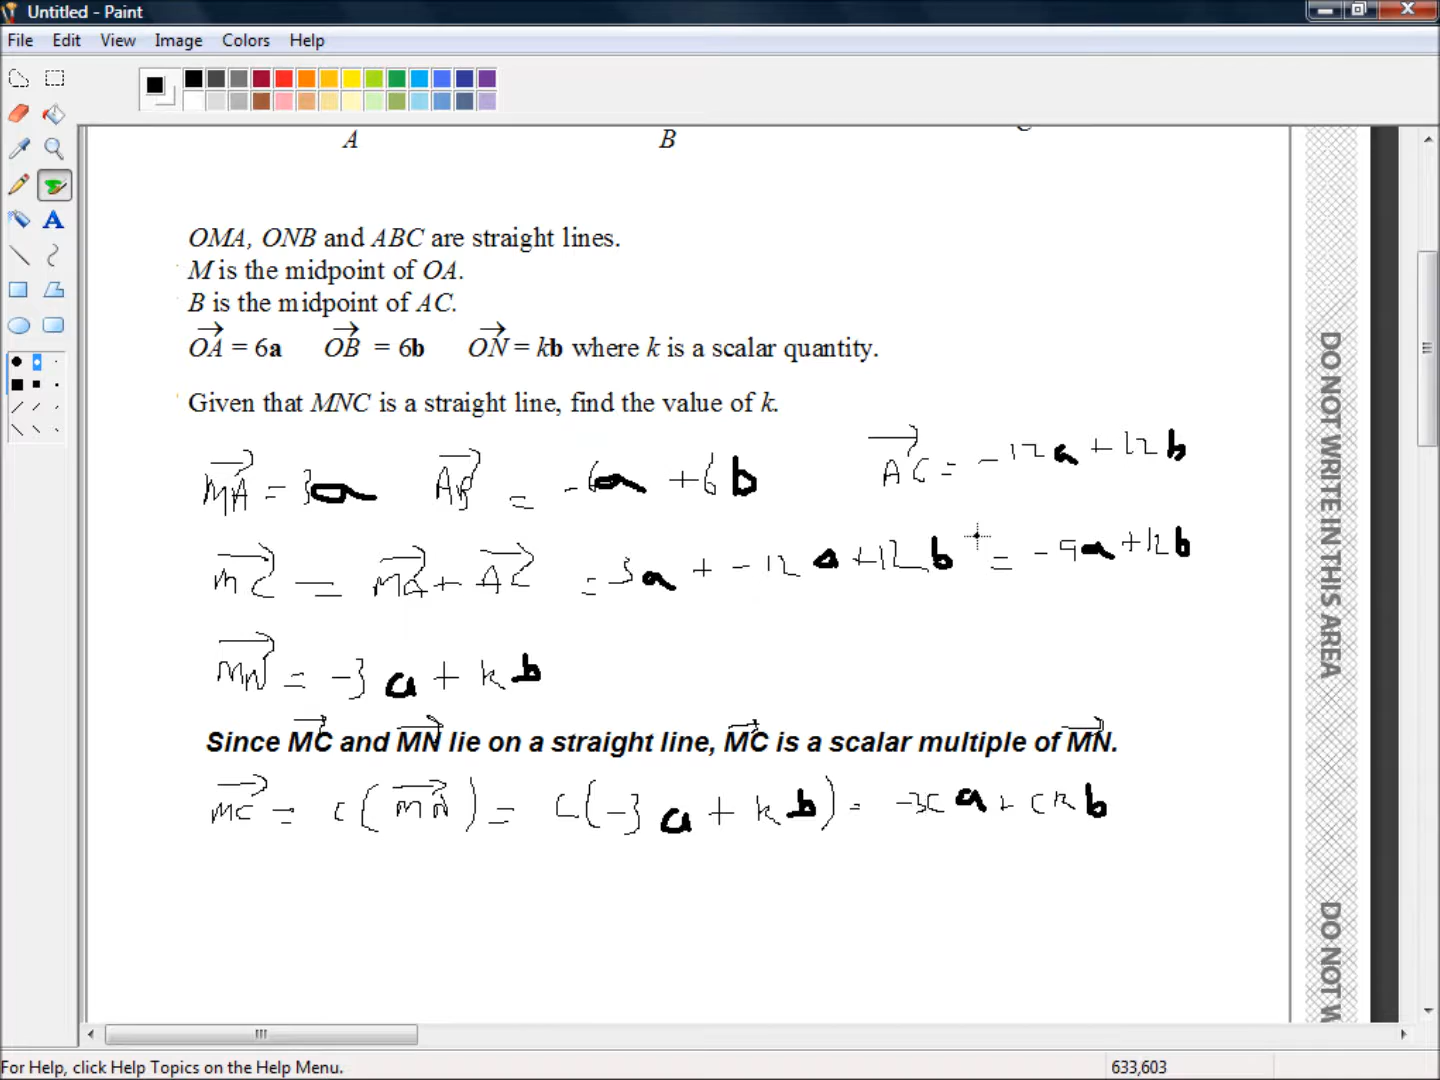 Untitled - Paint
File Edit View Image Colors Help
A B
OMA, ONB and ABC are straight lines.
M is the midpoint of OA.
B is the midpoint of AC.
OA = 6a OB = 6b ON = kb where k is a scalar quantity.
Given that MNC is a straight line, find the value of k.
MA = 3a AB = -6a + 6b AC = -12a + 12b
MC = MA + AC = 3a + -12a + 12b = -9a + 12b
MN = -3a + kb
Since MC and MN lie on a straight line, MC is a scalar multiple of MN.
MC = c(MN) = c(-3a + kb) = -3ca + ckb
DO NOT WRITE IN THIS AREA
DO NOT W
For Help, click Help Topics on the Help Menu. 633,603